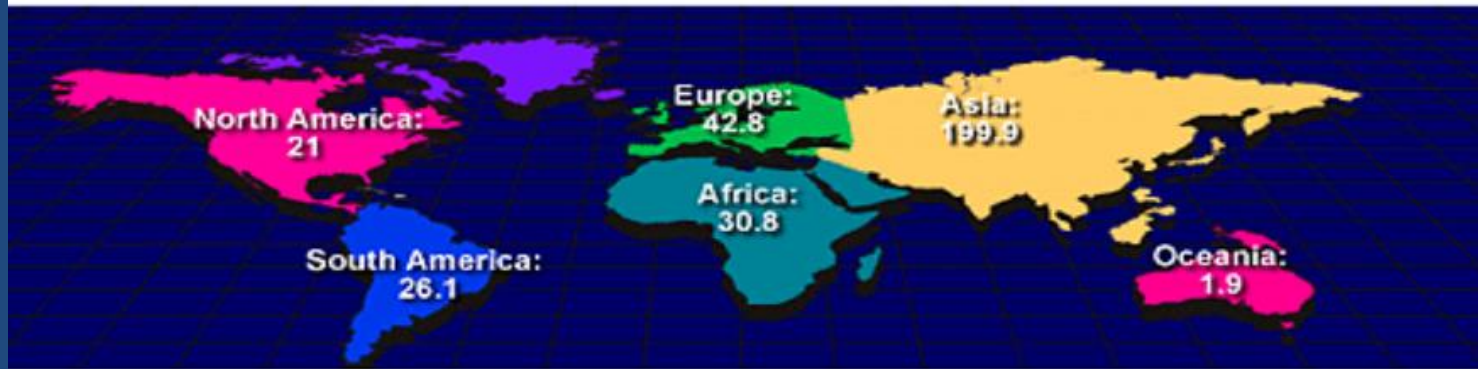 North America:
21
Europe:
42.8
Asia:
199.9
Africa:
30.8
South America:
26.1
Oceania:
1.9